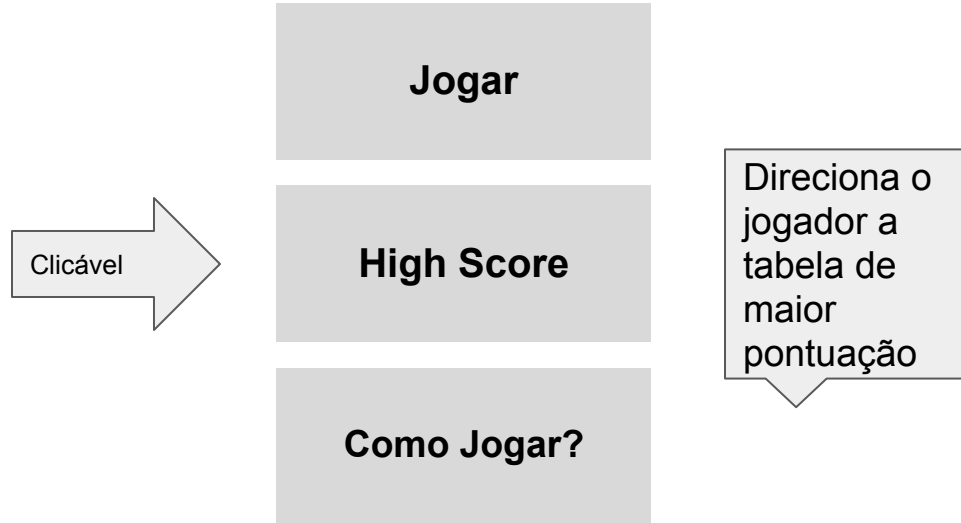 Jogar
Clicável
High Score
Direciona o
jogador a
tabela de
maior
pontuação
Como Jogar?